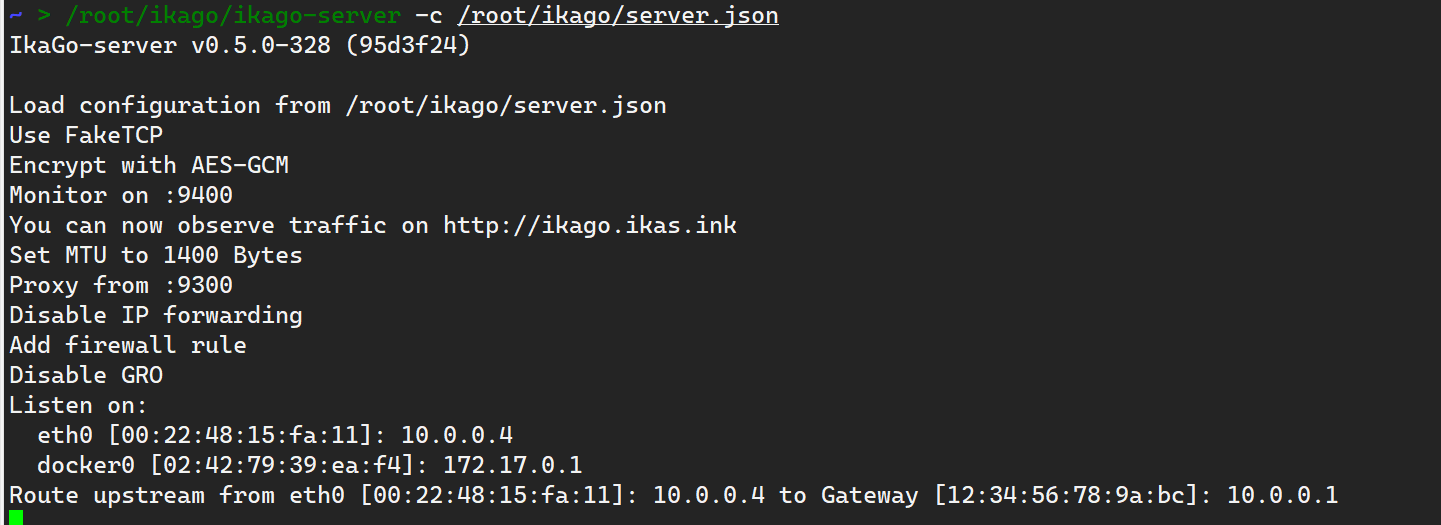 ~ > /root/ikago/ikago-server -c /root/ikago/server.json
IkaGo-server v0.5.0-328 (95d3f24)
Load configuration from /root/ikago/server.json
Use FakeTCP
Encrypt with AES-GCM
Monitor on :9400
You can now observe traffic on http://ikago.ikas.ink
Set MTU to 1400 Bytes
Proxy from :9300
Disable IP forwarding
Add firewall rule
Disable GRO
Listen on:
  eth0 [00:22:48:15:fa:11]: 10.0.0.4
  docker0 [02:42:79:39:ea:f4]: 172.17.0.1
Route upstream from eth0 [00:22:48:15:fa:11]: 10.0.0.4 to Gateway [12:34:56:78:9a:bc]: 10.0.0.1